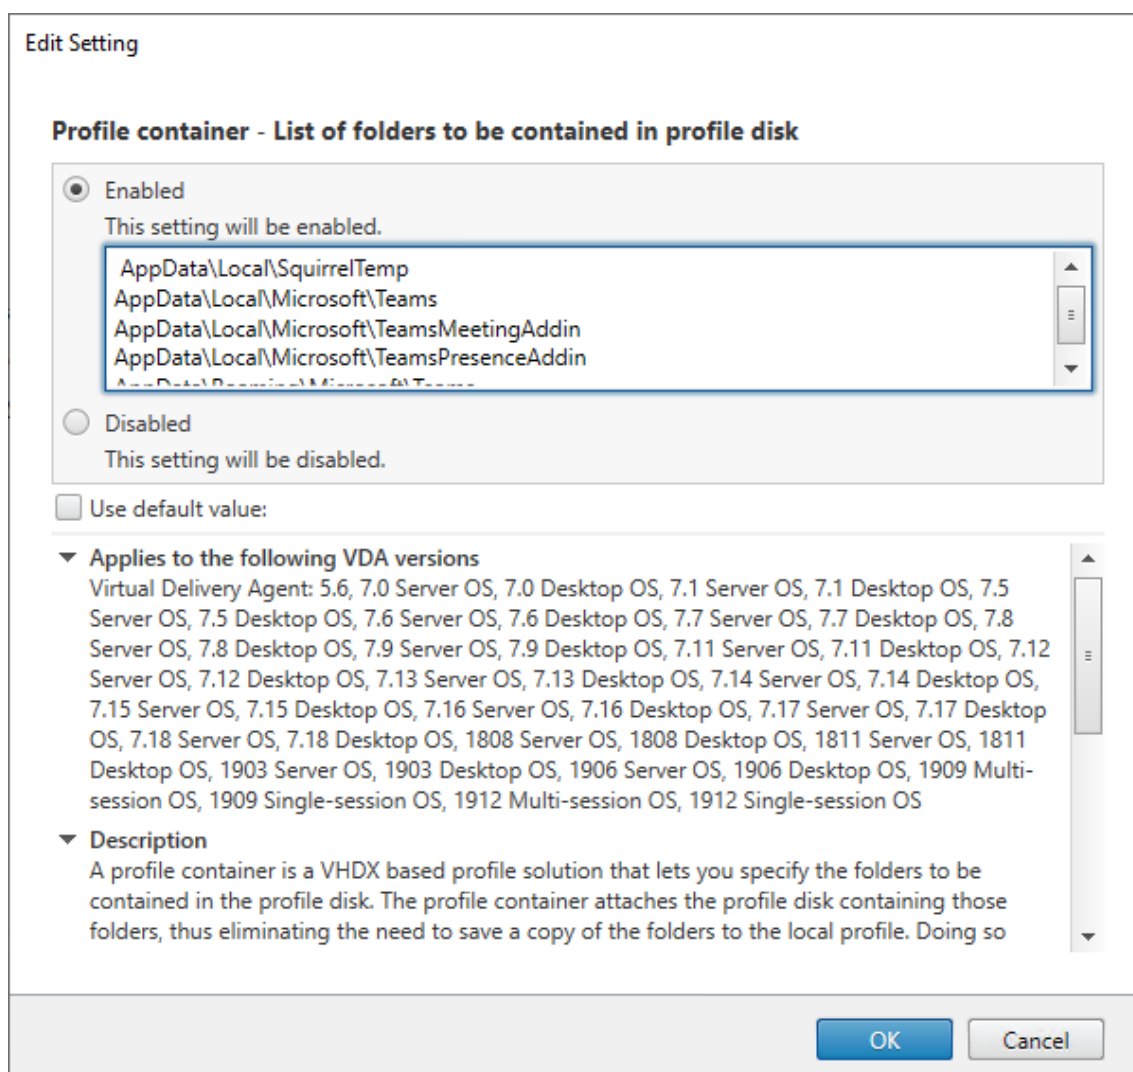 Edit Setting
Profile container - List of folders to be contained in profile disk
Enabled
This setting will be enabled.
AppData\Local\SquirrelTemp
AppData\Local\Microsoft\Teams
AppData\Local\Microsoft\TeamsMeetingAddin
AppData\Local\Microsoft\TeamsPresenceAddin
AppData\Roaming\Microsoft\Teams
Disabled
This setting will be disabled.
Use default value:
Applies to the following VDA versions
Virtual Delivery Agent: 5.6, 7.0 Server OS, 7.0 Desktop OS, 7.1 Server OS, 7.1 Desktop OS, 7.5
Server OS, 7.5 Desktop OS, 7.6 Server OS, 7.6 Desktop OS, 7.7 Server OS, 7.7 Desktop OS, 7.8
Server OS, 7.8 Desktop OS, 7.9 Server OS, 7.9 Desktop OS, 7.11 Server OS, 7.11 Desktop OS, 7.12
Server OS, 7.12 Desktop OS, 7.13 Server OS, 7.13 Desktop OS, 7.14 Server OS, 7.14 Desktop OS,
7.15 Server OS, 7.15 Desktop OS, 7.16 Server OS, 7.16 Desktop OS, 7.17 Server OS, 7.17 Desktop
OS, 7.18 Server OS, 7.18 Desktop OS, 1808 Server OS, 1808 Desktop OS, 1811 Server OS, 1811
Desktop OS, 1903 Server OS, 1903 Desktop OS, 1906 Server OS, 1906 Desktop OS, 1909 Multi-
session OS, 1909 Single-session OS, 1912 Multi-session OS, 1912 Single-session OS
Description
A profile container is a VHDX based profile solution that lets you specify the folders to be
contained in the profile disk. The profile container attaches the profile disk containing those
folders, thus eliminating the need to save a copy of the folders to the local profile. Doing so
OK
Cancel